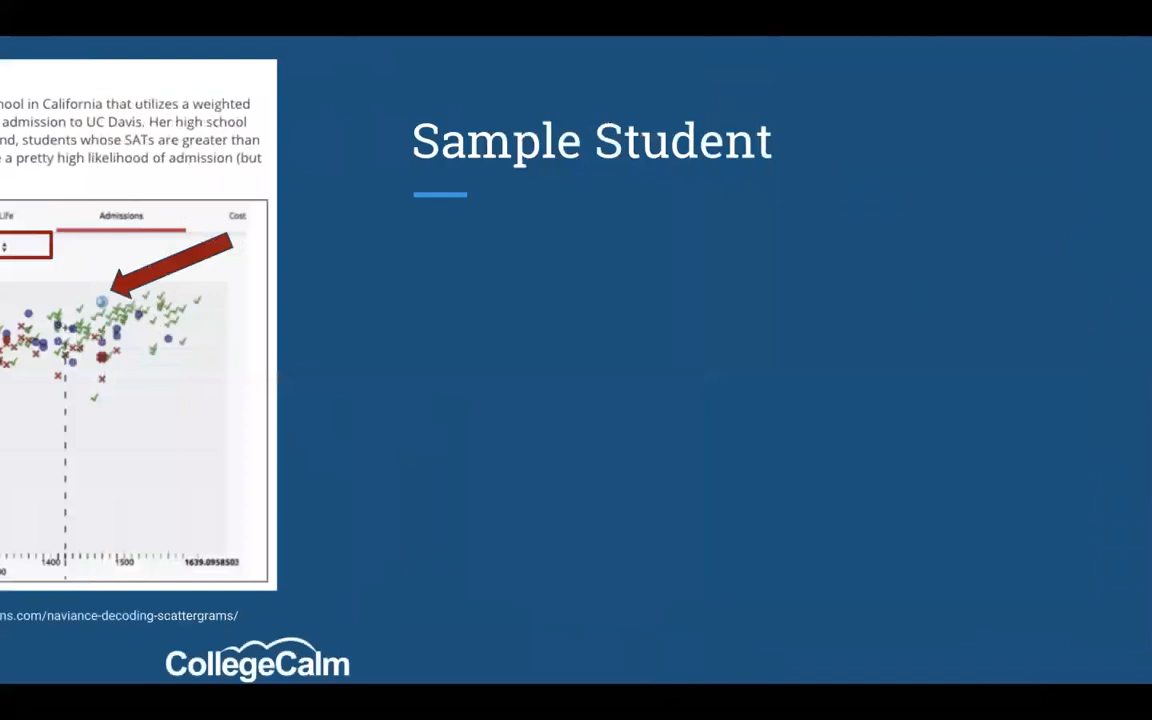 hool in California that utilizes a weighted
admission to UC Davis. Her high school
nd, students whose SATs are greater than
e a pretty high likelihood of admission (but
Life Admissions Cost
1400 1500 1639.0958503
00
ns.com/naviance-decoding-scattergrams/
CollegeCalm
Sample Student